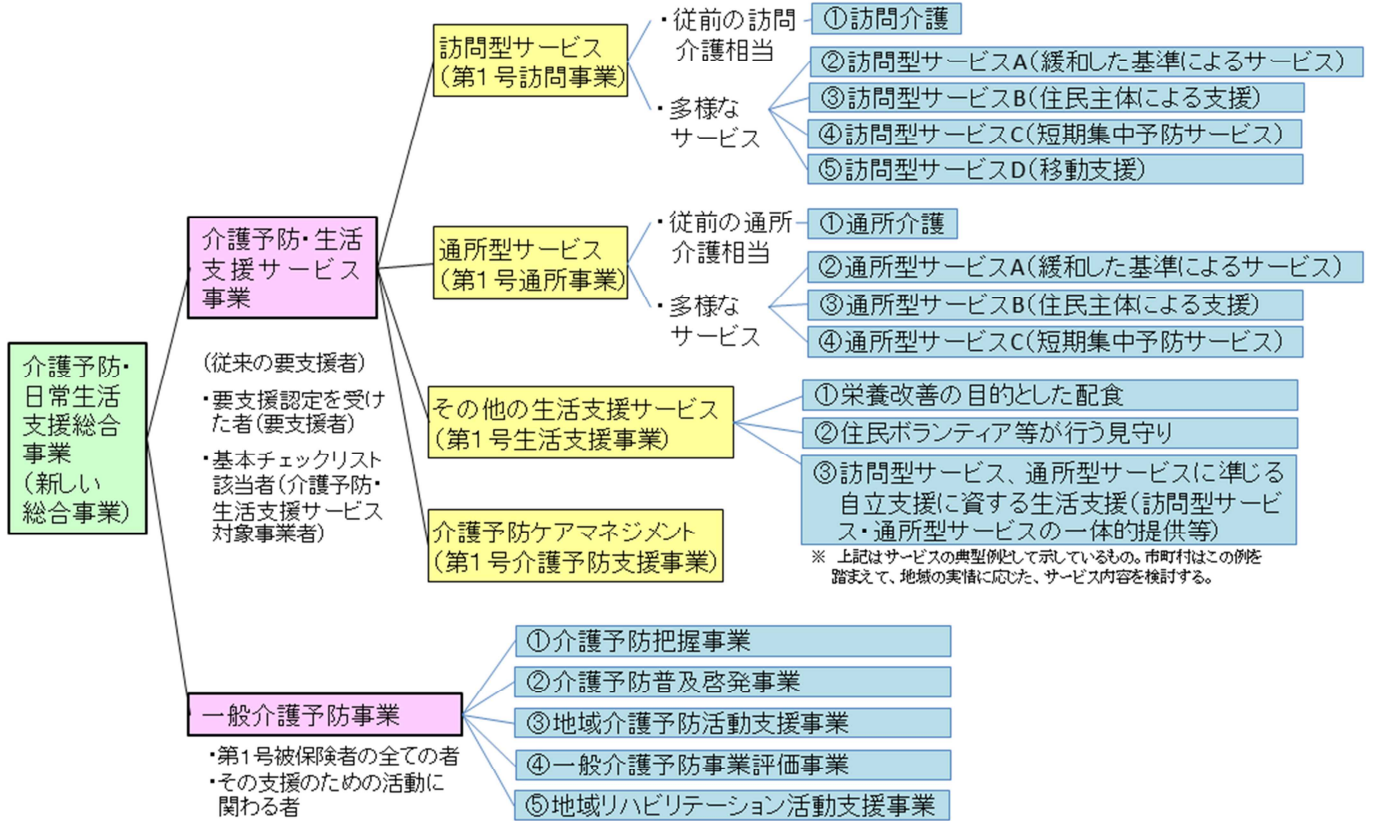 介護予防・
日常生活
支援総合
事業
(新しい
総合事業)
介護予防・生活
支援サービス
事業
(従来の要支援者)
・要支援認定を受け
た者(要支援者)
・基本チェックリスト
該当者(介護予防・
生活支援サービス
対象事業者)
訪問型サービス
(第1号訪問事業)
・従前の訪問
介護相当
①訪問介護
・多様な
サービス
②訪問型サービスA(緩和した基準によるサービス)
③訪問型サービスB(住民主体による支援)
④訪問型サービスC(短期集中予防サービス)
⑤訪問型サービスD(移動支援)
通所型サービス
(第1号通所事業)
・従前の通所
介護相当
①通所介護
・多様な
サービス
②通所型サービスA(緩和した基準によるサービス)
③通所型サービスB(住民主体による支援)
④通所型サービスC(短期集中予防サービス)
その他の生活支援サービス
(第1号生活支援事業)
①栄養改善の目的とした配食
②住民ボランティア等が行う見守り
③訪問型サービス、通所型サービスに準じる
自立支援に資する生活支援(訪問型サービ
ス・通所型サービスの一体的提供等)
※ 上記はサービスの典型例として示しているもの。市町村はこの例を
踏まえて、地域の実情に応じた、サービス内容を検討する。
介護予防ケアマネジメント
(第1号介護予防支援事業)
一般介護予防事業
・第1号被保険者の全ての者
・その支援のための活動に
関わる者
①介護予防把握事業
②介護予防普及啓発事業
③地域介護予防活動支援事業
④一般介護予防事業評価事業
⑤地域リハビリテーション活動支援事業